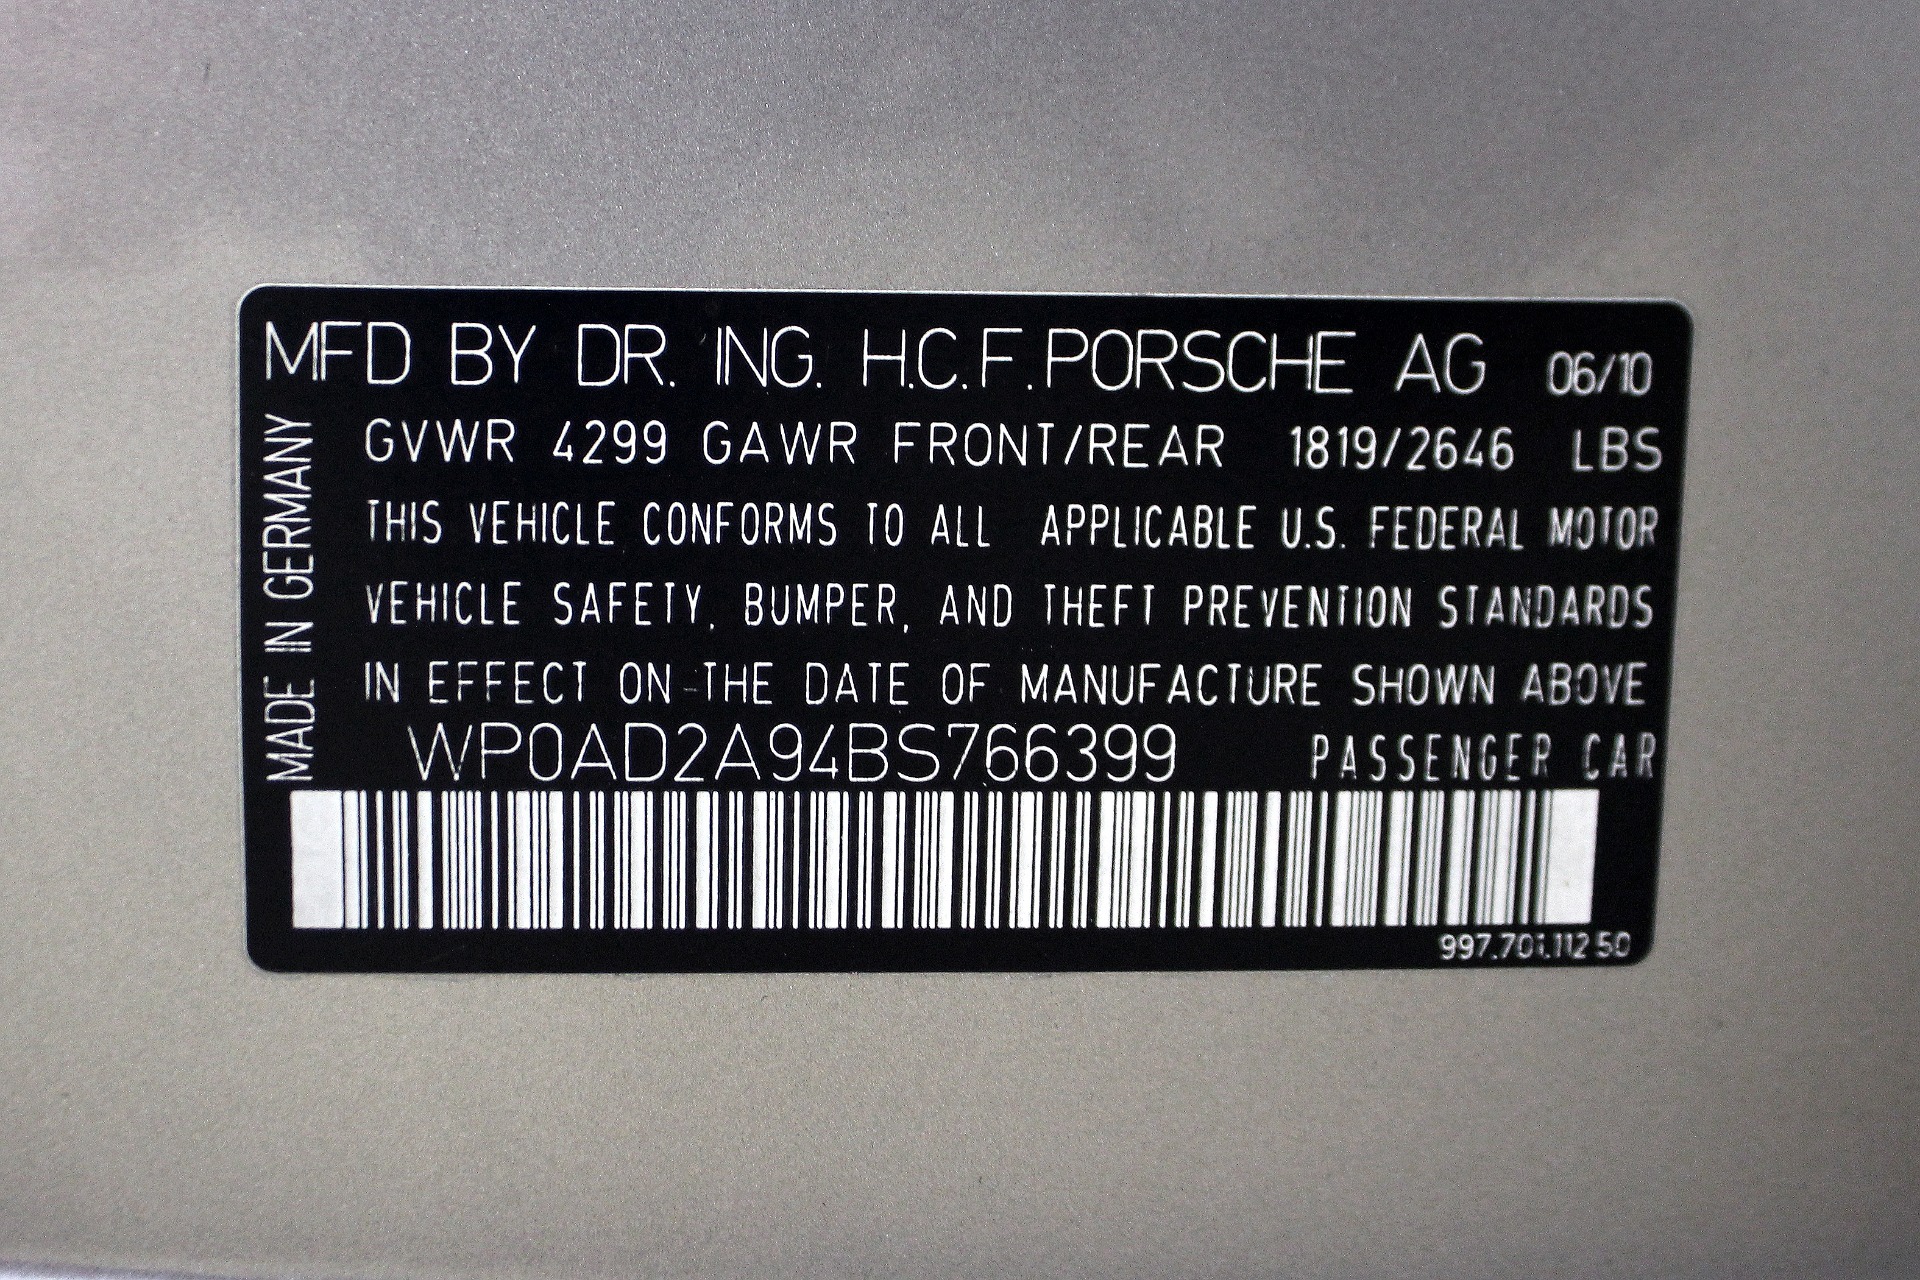 MFD BY DR. ING. H.C.F. PORSCHE AG 06/10
MADE IN GERMANY
GVWR 4299 GAWR FRONT/REAR 1819/2646 LBS
THIS VEHICLE CONFORMS TO ALL APPLICABLE U.S. FEDERAL MOTOR
VEHICLE SAFETY, BUMPER, AND THEFT PREVENTION STANDARDS
IN EFFECT ON THE DATE OF MANUFACTURE SHOWN ABOVE
WP0AD2A94BS766399 PASSENGER CAR
997.701.112 50